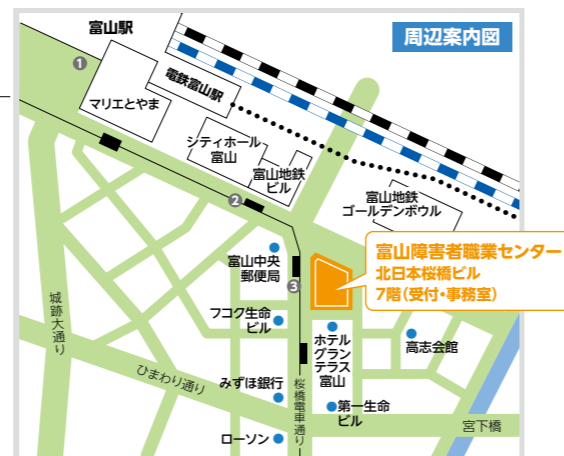 富山駅
周辺案内図
①
電鉄富山駅
マリエとやま
シティホール
富山
富山地鉄
ビル
富山地鉄
ゴールデンボウル
②
富山障害者職業センター
北日本桜橋ビル
7階(受付・事務室)
富山中央
郵便局
③
城跡大通り
フコク生命
ビル
ホテル
グラン
テラス
富山
高志会館
ひまわり通り
みずほ銀行
桜橋電車通り
第一生命
ビル
宮下橋
ローソン